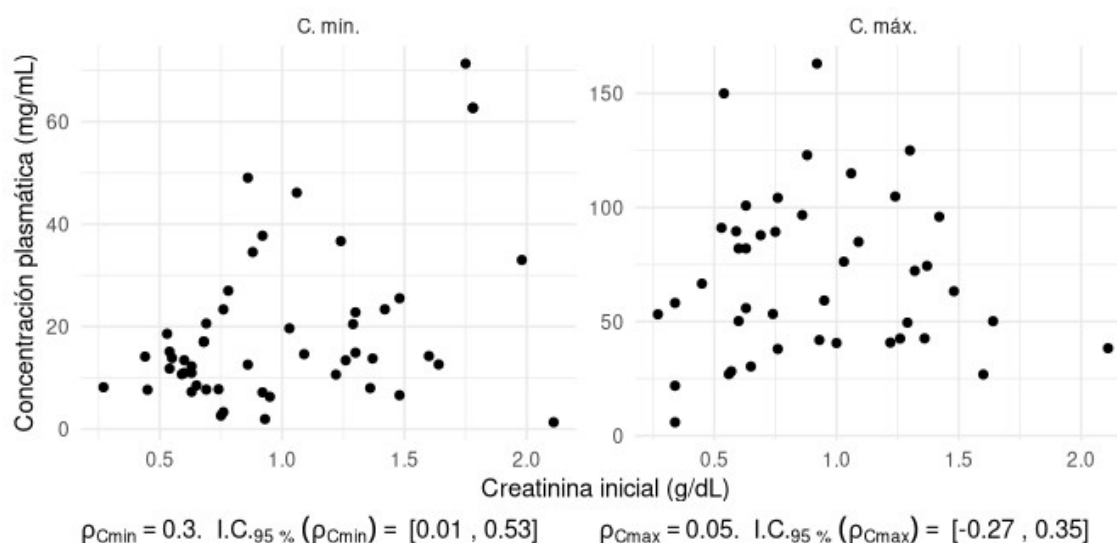 C. mín.
C. máx.
Concentración plasmática (mg/mL)
60
40
20
0
150
100
50
0
0.5 1.0 1.5 2.0
0.5 1.0 1.5 2.0
Creatinina inicial (g/dL)
ρCmin = 0.3. I.C.95 % (ρCmin) = [0.01 , 0.53]
ρCmax = 0.05. I.C.95 % (ρCmax) = [-0.27 , 0.35]